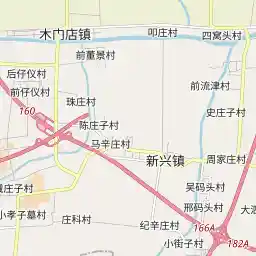 木门店镇
叩庄村
四窝头村
前董景村
后仔仪村
前仔仪村
前流津村
珠庄村
史庄子村
160
陈庄子村
马辛庄村
新兴镇
周家庄村
吴码头村
小孝子墓村
庄科村
邢码头村
纪辛庄村
166A
小街子村
182A